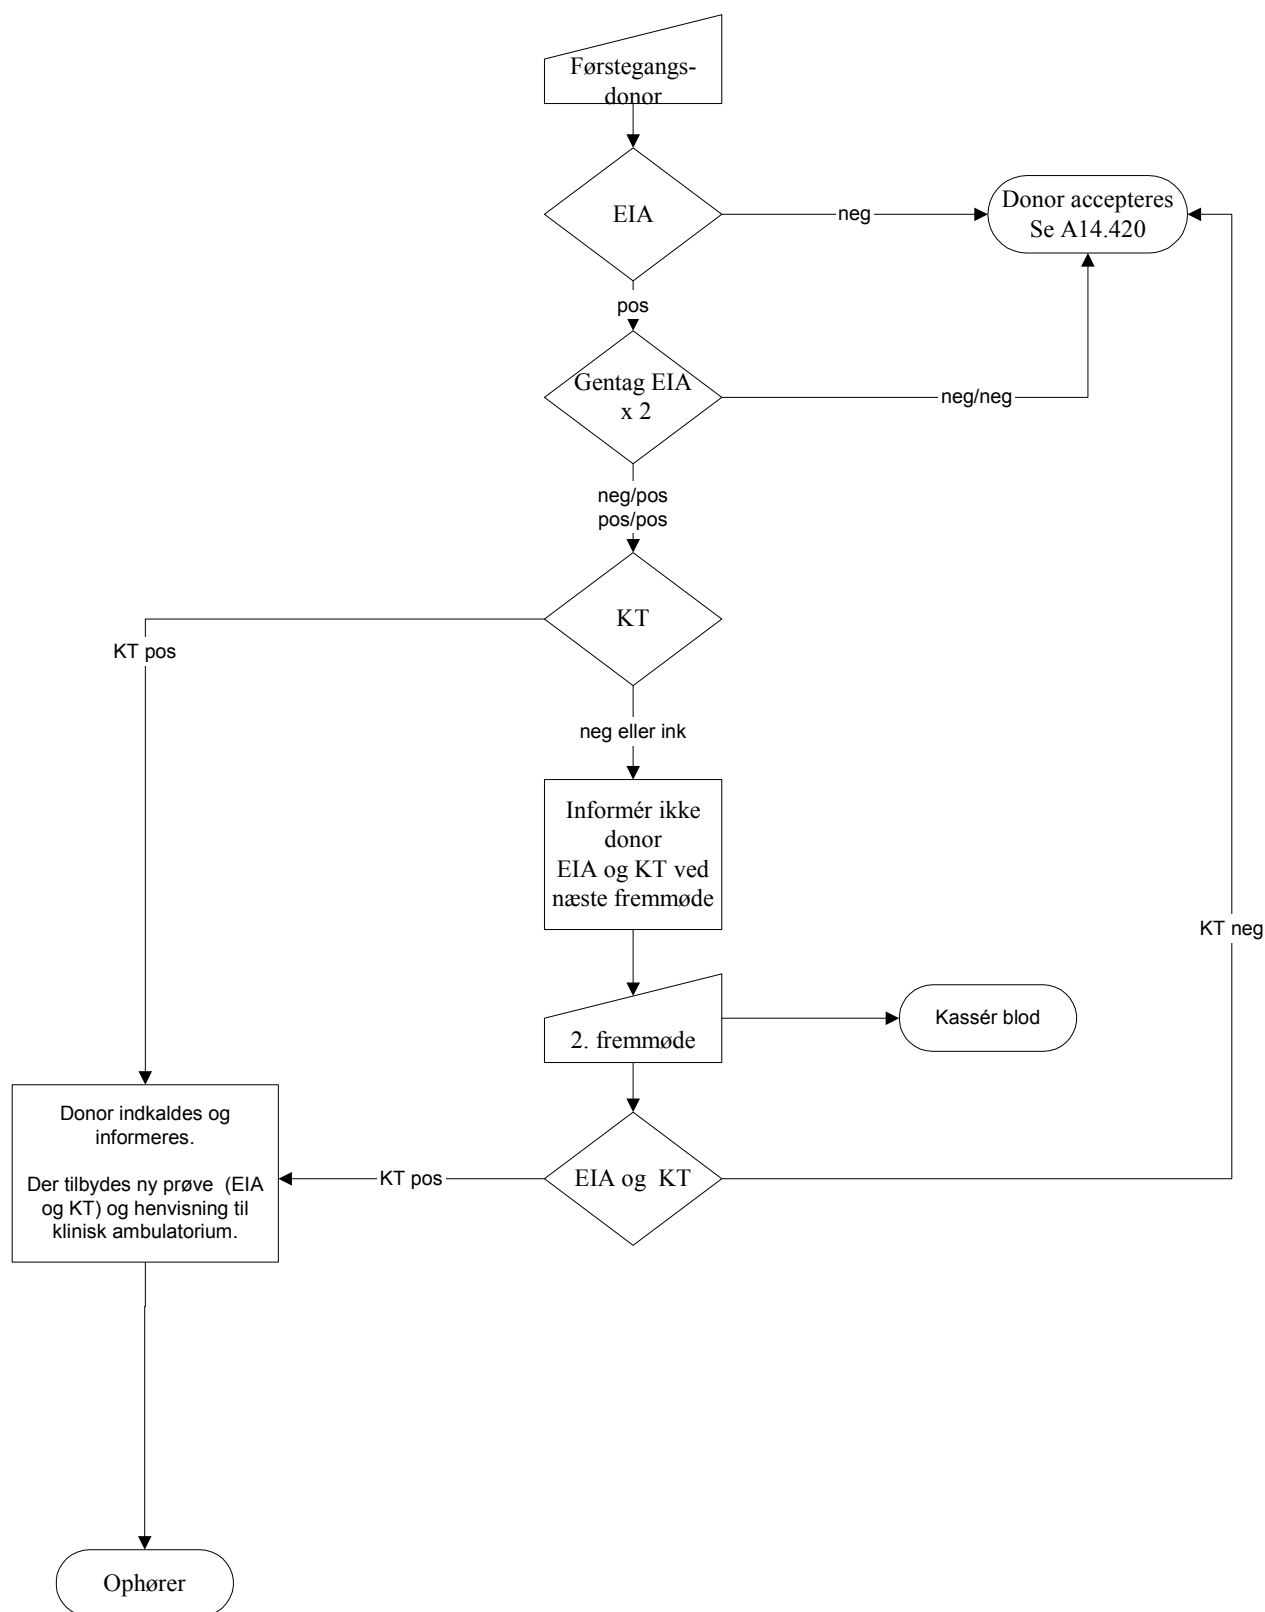 Førstegangs-
donor
EIA
neg
Donor accepteres
Se A14.420
pos
Gentag EIA
x 2
neg/neg
neg/pos
pos/pos
KT
KT pos
neg eller ink
Informér ikke
donor
EIA og KT ved
næste fremmøde
KT neg
2. fremmøde
Kassér blod
Donor indkaldes og
informeres.
Der tilbydes ny prøve (EIA
og KT) og henvisning til
klinisk ambulatorium.
KT pos
EIA og KT
Ophører